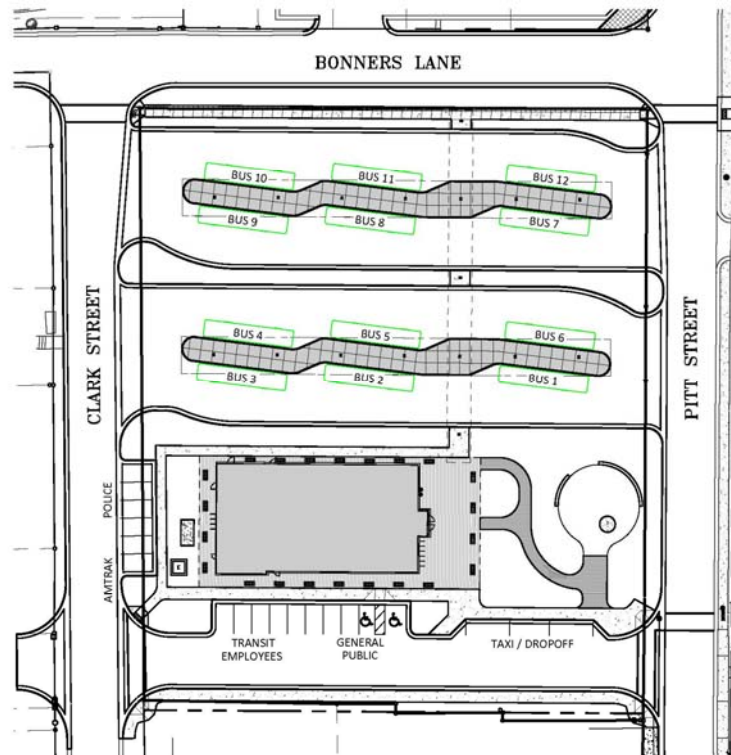 BONNERS LANE
BUS 10
BUS 11
BUS 12
BUS 9
BUS 8
BUS 7
CLARK STREET
PITT STREET
BUS 4
BUS 5
BUS 6
BUS 3
BUS 2
BUS 1
POLICE
AMTRAK
TRANSIT
EMPLOYEES
GENERAL
PUBLIC
TAXI / DROPOFF